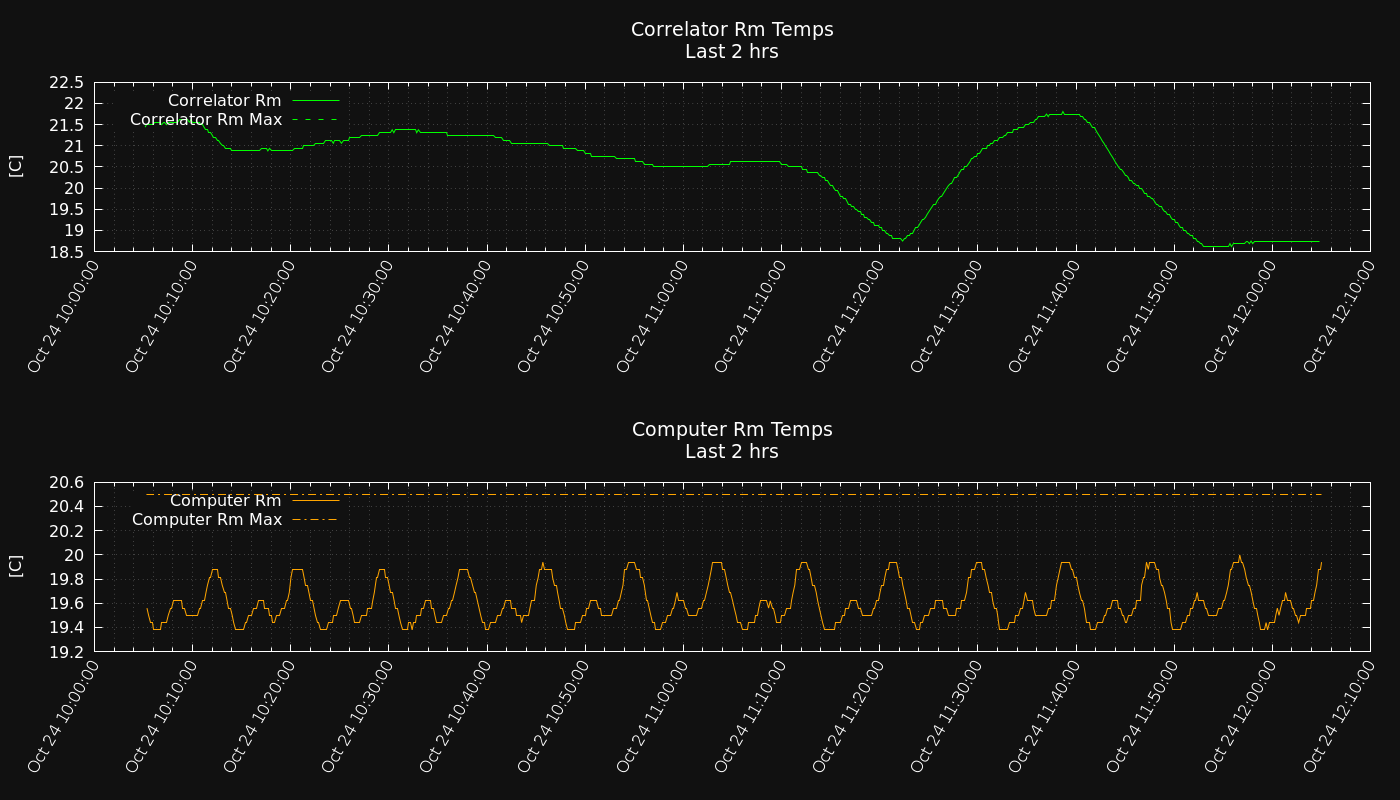 Correlator Rm Temps
Last 2 hrs
22.5
22
21.5
21
20.5
20
19.5
19
18.5
[C]
Correlator Rm
Correlator Rm Max
Oct 24 10:00:00
Oct 24 10:10:00
Oct 24 10:20:00
Oct 24 10:30:00
Oct 24 10:40:00
Oct 24 10:50:00
Oct 24 11:00:00
Oct 24 11:10:00
Oct 24 11:20:00
Oct 24 11:30:00
Oct 24 11:40:00
Oct 24 11:50:00
Oct 24 12:00:00
Oct 24 12:10:00
Computer Rm Temps
Last 2 hrs
20.6
20.4
20.2
20
19.8
19.6
19.4
19.2
[C]
Computer Rm
Computer Rm Max
Oct 24 10:00:00
Oct 24 10:10:00
Oct 24 10:20:00
Oct 24 10:30:00
Oct 24 10:40:00
Oct 24 10:50:00
Oct 24 11:00:00
Oct 24 11:10:00
Oct 24 11:20:00
Oct 24 11:30:00
Oct 24 11:40:00
Oct 24 11:50:00
Oct 24 12:00:00
Oct 24 12:10:00